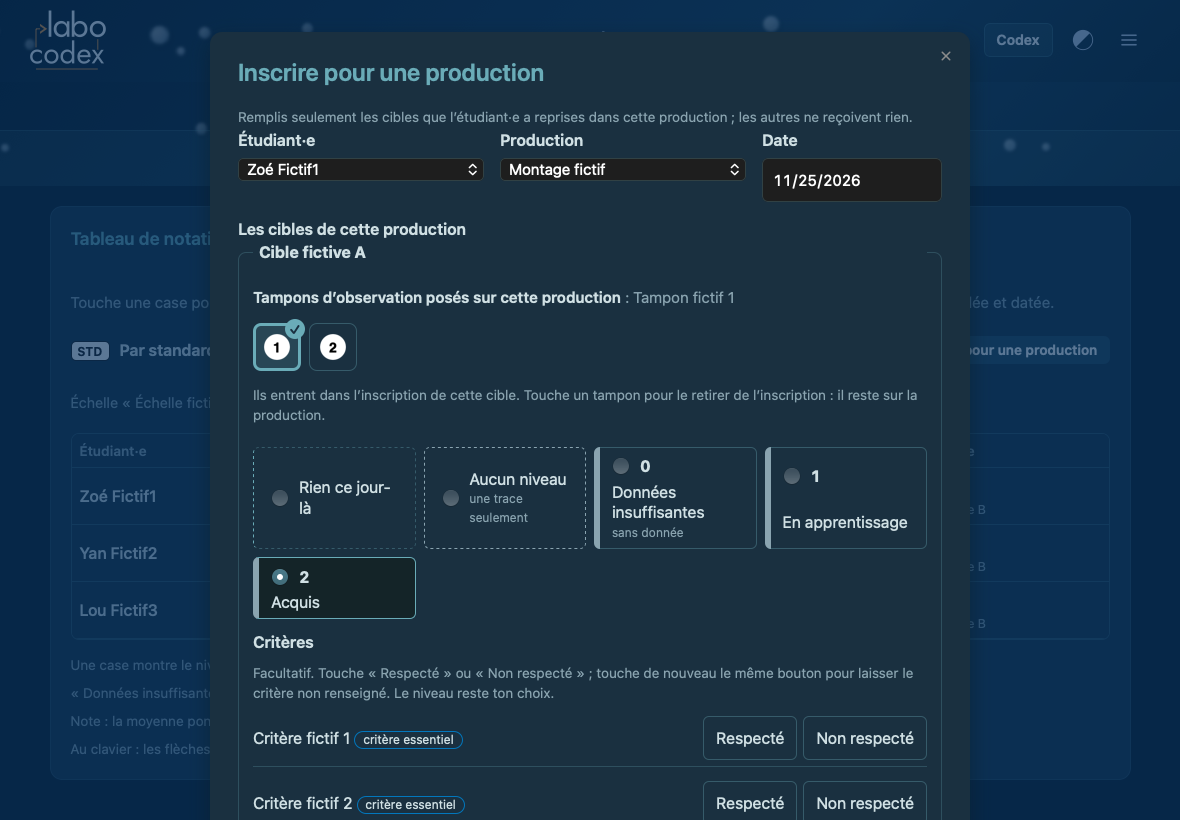 labo
codex
Codex
Inscrire pour une production
×
Remplis seulement les cibles que l’étudiant·e a reprises dans cette production ; les autres ne reçoivent rien.
Étudiant·e
Production
Date
Zoé Fictif1
Montage fictif
11/25/2026
Les cibles de cette production
Cible fictive A
Tampons d’observation posés sur cette production : Tampon fictif 1
1
2
Ils entrent dans l’inscription de cette cible. Touche un tampon pour le retirer de l’inscription : il reste sur la
production.
Rien ce jour-
là
Aucun niveau
une trace
seulement
0
Données
insuffisantes
sans donnée
1
En apprentissage
2
Acquis
Critères
Facultatif. Touche « Respecté » ou « Non respecté » ; touche de nouveau le même bouton pour laisser le
critère non renseigné. Le niveau reste ton choix.
Critère fictif 1 critère essentiel
Respecté
Non respecté
Critère fictif 2 critère essentiel
Respecté
Non respecté
Tableau de notati
Touche une case po
ée et datée.
STD Par standard
pour une production
Échelle « Échelle ficti
Étudiant·e
Zoé Fictif1
e B
Yan Fictif2
e B
Lou Fictif3
e B
Une case montre le niv
« Données insuffisant
Note : la moyenne pon
Au clavier : les flèches